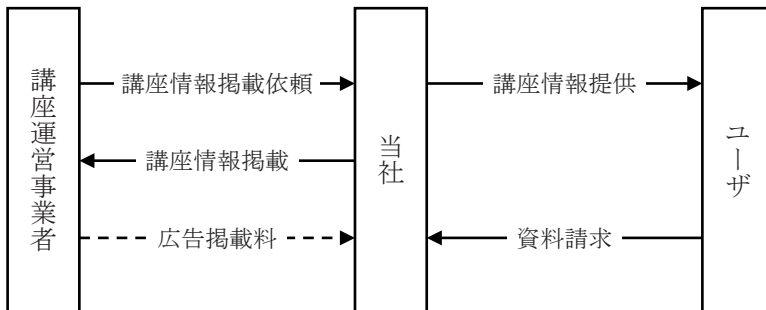 講座運営事業者
講座情報掲載依頼
講座情報掲載
広告掲載料
当社
講座情報提供
資料請求
ユーザ